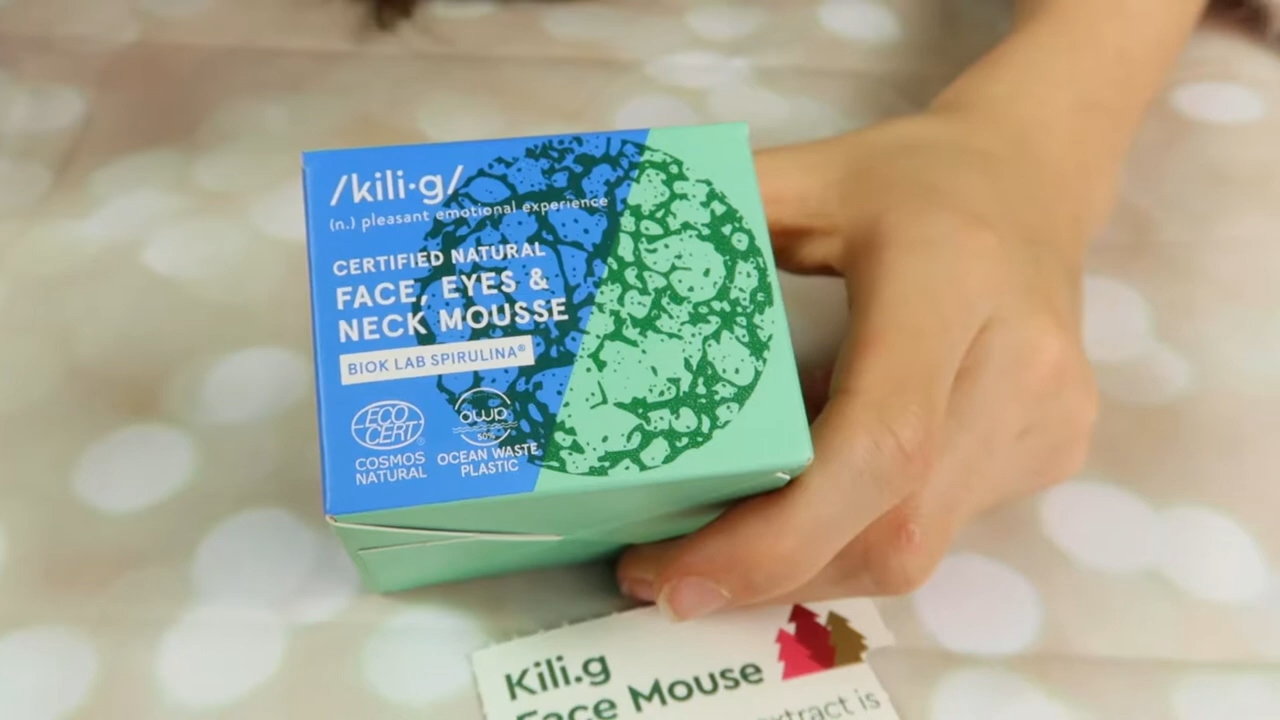 /kili·g/
(n.) pleasant emotional experience
CERTIFIED NATURAL
FACE, EYES &
NECK MOUSSE
BIOK LAB SPIRULINA®
ECO
CERT®
COSMOS
NATURAL
owp
50%
OCEAN WASTE
PLASTIC
Kili.g
Face Mouse
extract is